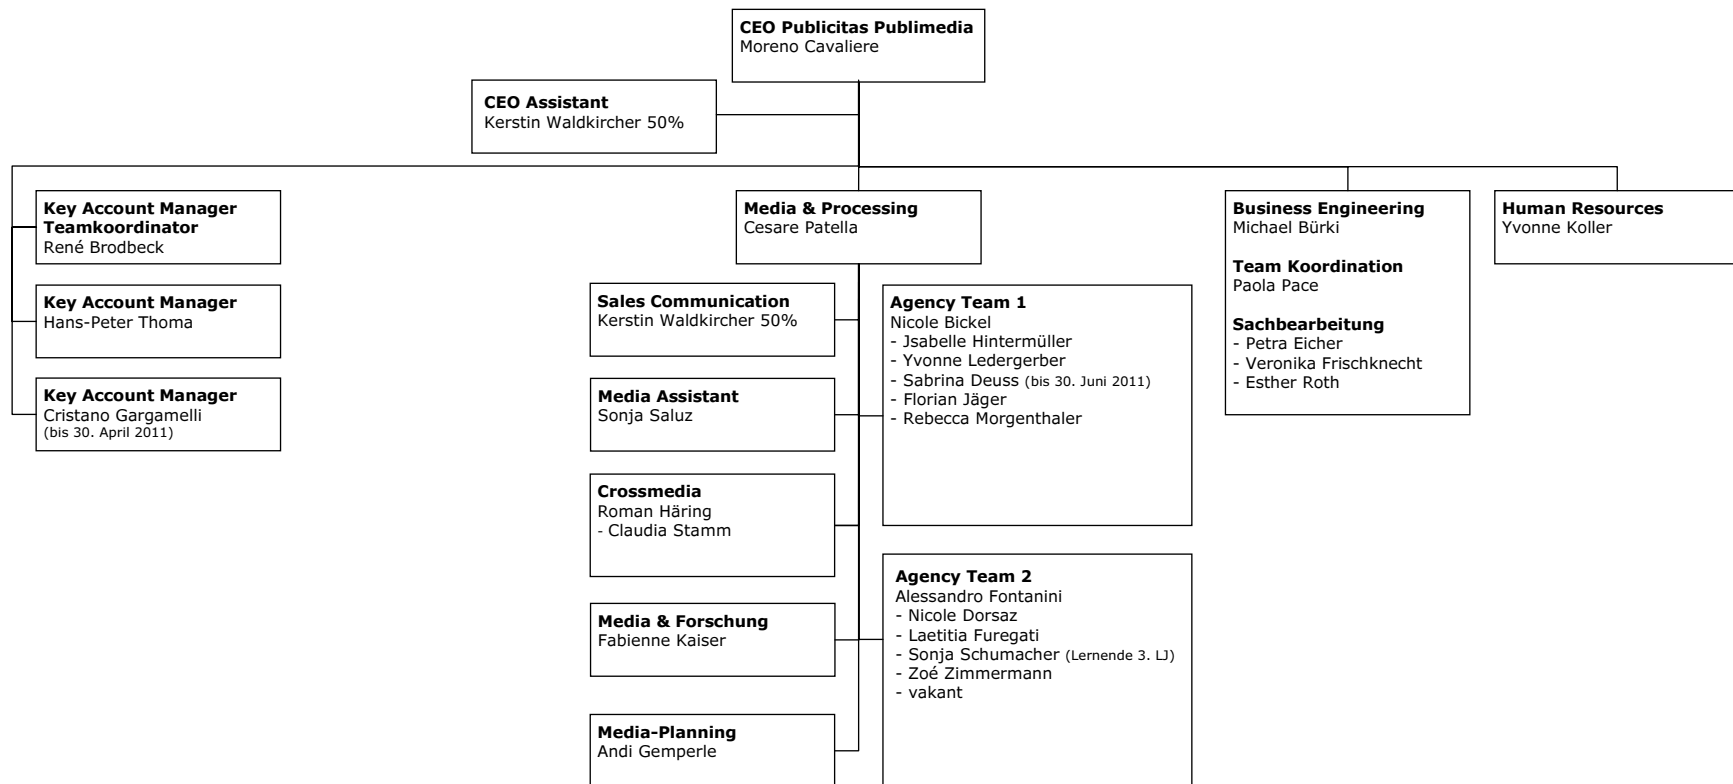 CEO Publicitas Publimedia
Moreno Cavaliere
CEO Assistant
Kerstin Waldkircher 50%
Key Account Manager
Teamkoordinator
René Brodbeck
Key Account Manager
Hans-Peter Thoma
Key Account Manager
Cristano Gargamelli
(bis 30. April 2011)
Media & Processing
Cesare Patella
Sales Communication
Kerstin Waldkircher 50%
Media Assistant
Sonja Saluz
Crossmedia
Roman Häring
- Claudia Stamm
Media & Forschung
Fabienne Kaiser
Media-Planning
Andi Gemperle
Agency Team 1
Nicole Bickel
- Jsabelle Hintermüller
- Yvonne Ledergerber
- Sabrina Deuss (bis 30. Juni 2011)
- Florian Jäger
- Rebecca Morgenthaler
Agency Team 2
Alessandro Fontanini
- Nicole Dorsaz
- Laetitia Furegati
- Sonja Schumacher (Lernende 3. LJ)
- Zoé Zimmermann
- vakant
Business Engineering
Michael Bürki
Team Koordination
Paola Pace
Sachbearbeitung
- Petra Eicher
- Veronika Frischknecht
- Esther Roth
Human Resources
Yvonne Koller